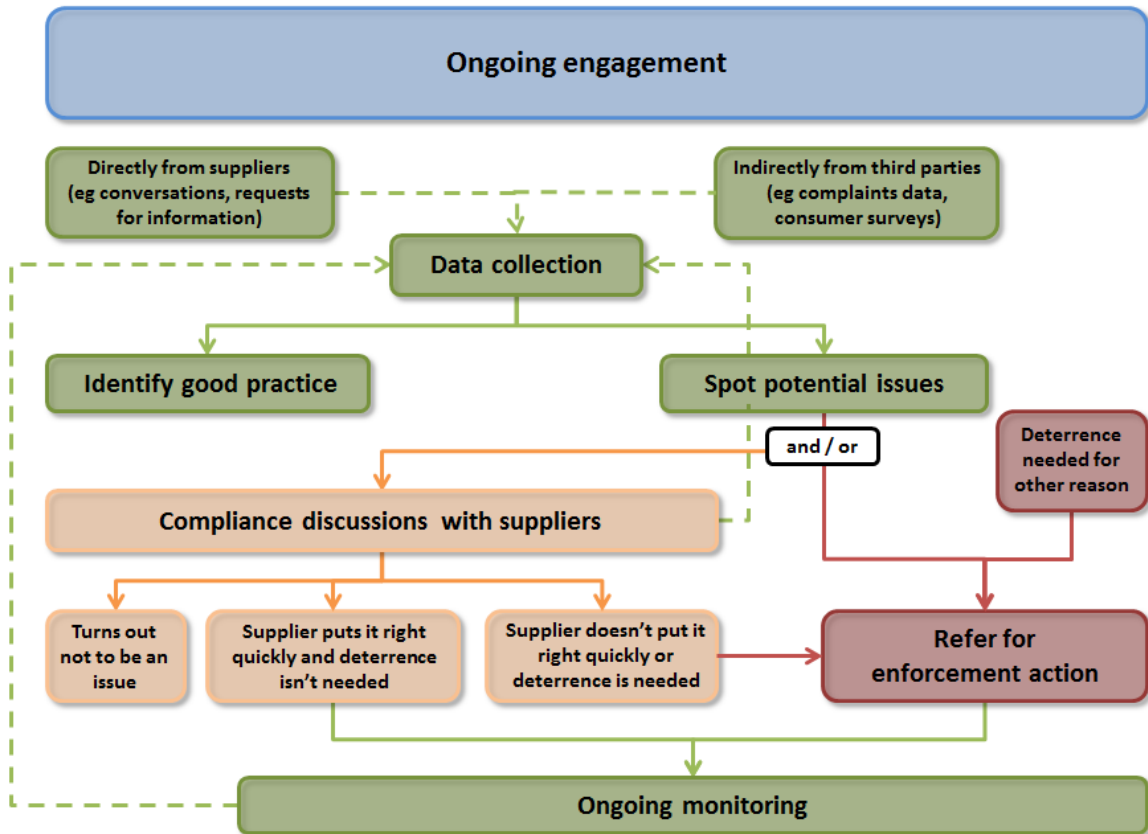 Ongoing engagement
Directly from suppliers
(eg conversations, requests
for information)
Indirectly from third parties
(eg complaints data,
consumer surveys)
Data collection
Identify good practice
Spot potential issues
and / or
Deterrence
needed for
other reason
Compliance discussions with suppliers
Turns out
not to be an
issue
Supplier puts it right
quickly and deterrence
isn’t needed
Supplier doesn’t put it
right quickly or
deterrence is needed
Refer for
enforcement action
Ongoing monitoring